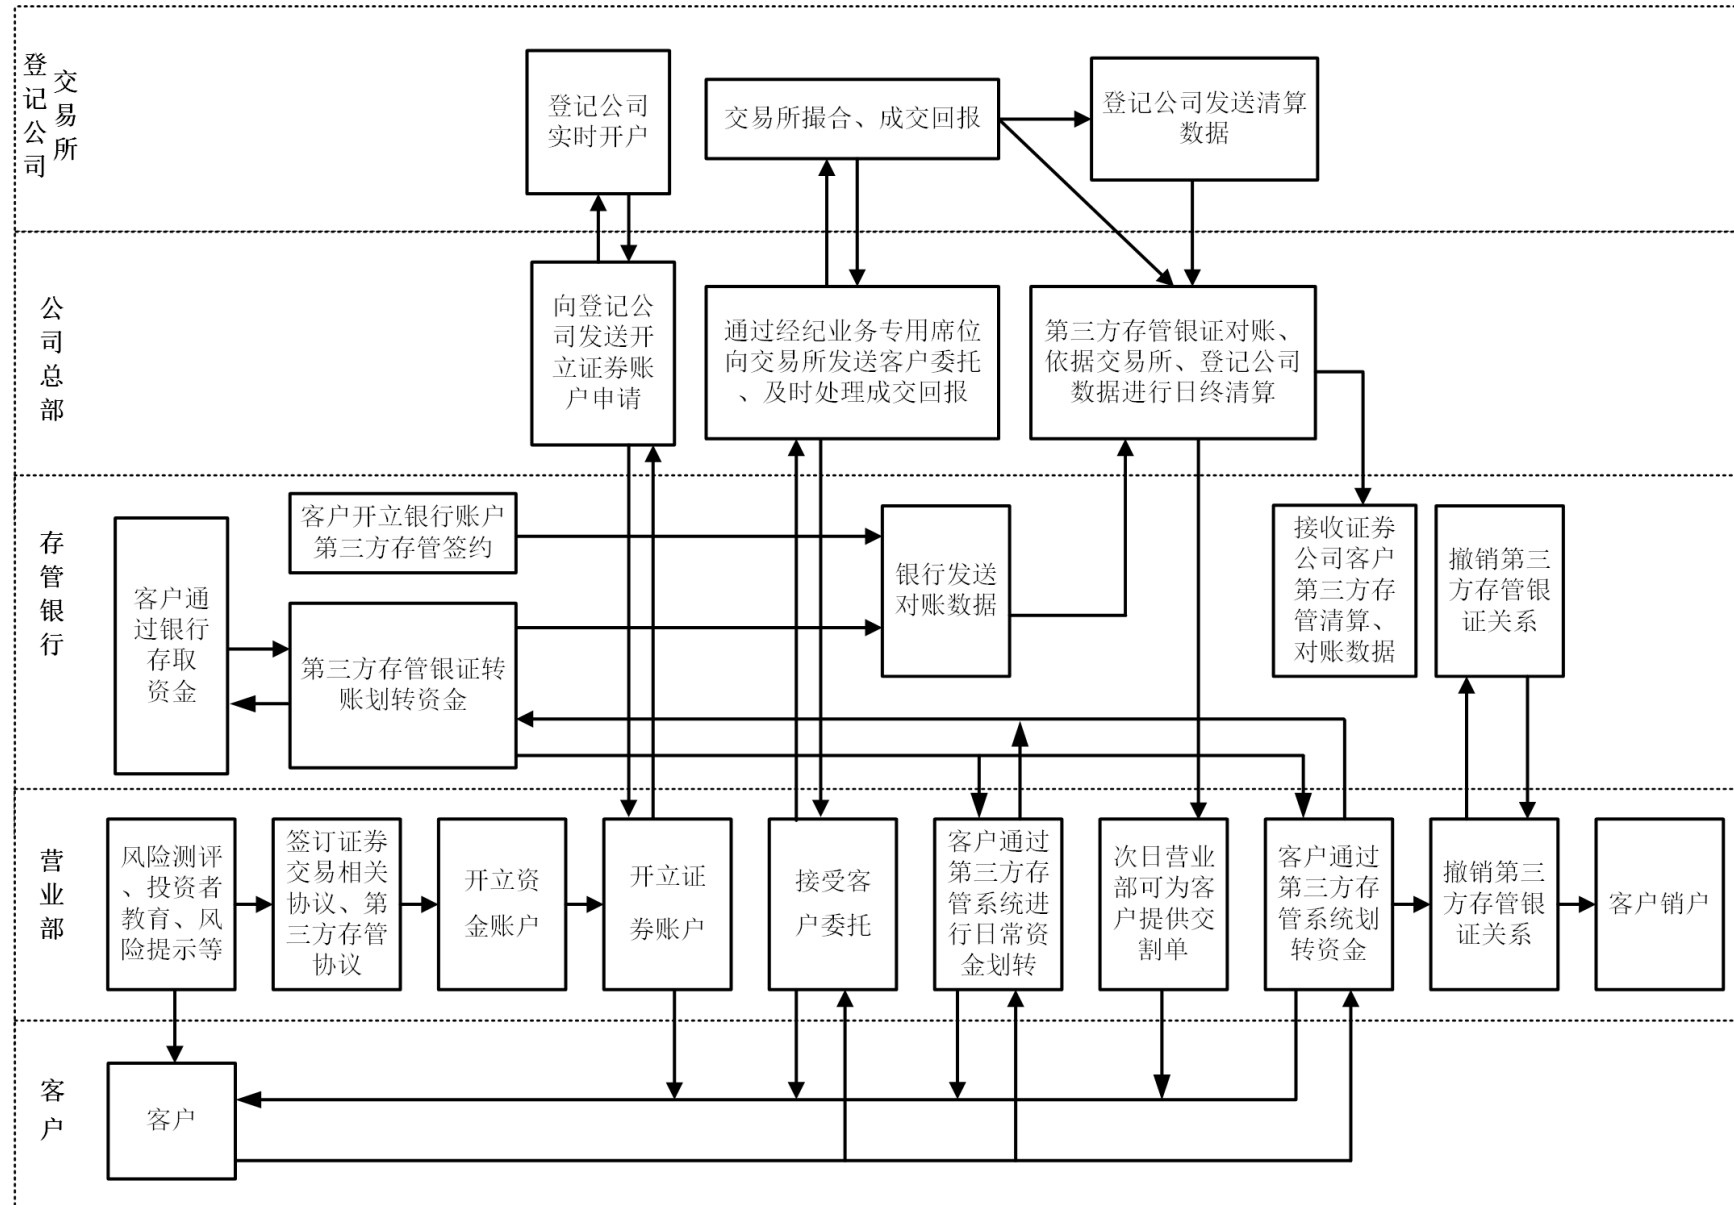 登记公司
交易所
登记公司
实时开户
交易所撮合、成交回报
登记公司发送清算
数据
公司总部
向登记公
司发送开
立证券账
户申请
通过经纪业务专用席位
向交易所发送客户委托
、及时处理成交回报
第三方存管银证对账、
依据交易所、登记公司
数据进行日终清算
存管银行
客户通
过银行
存取
资金
客户开立银行账户
第三方存管签约
第三方存管银证转
账划转资金
银行发送
对账数据
接收证券
公司客户
第三方存
管清算、
对账数据
撤销第三
方存管银
证关系
营业部
风险测评
、投资者
教育、风
险提示等
签订证券
交易相关
协议、第
三方存管
协议
开立资
金账户
开立证
券账户
接受客
户委托
客户通过
第三方存
管系统进
行日常资
金划转
次日营业
部可为客
户提供交
割单
客户通过
第三方存
管系统划
转资金
撤销第三
方存管银
证关系
客户销户
客户
客户